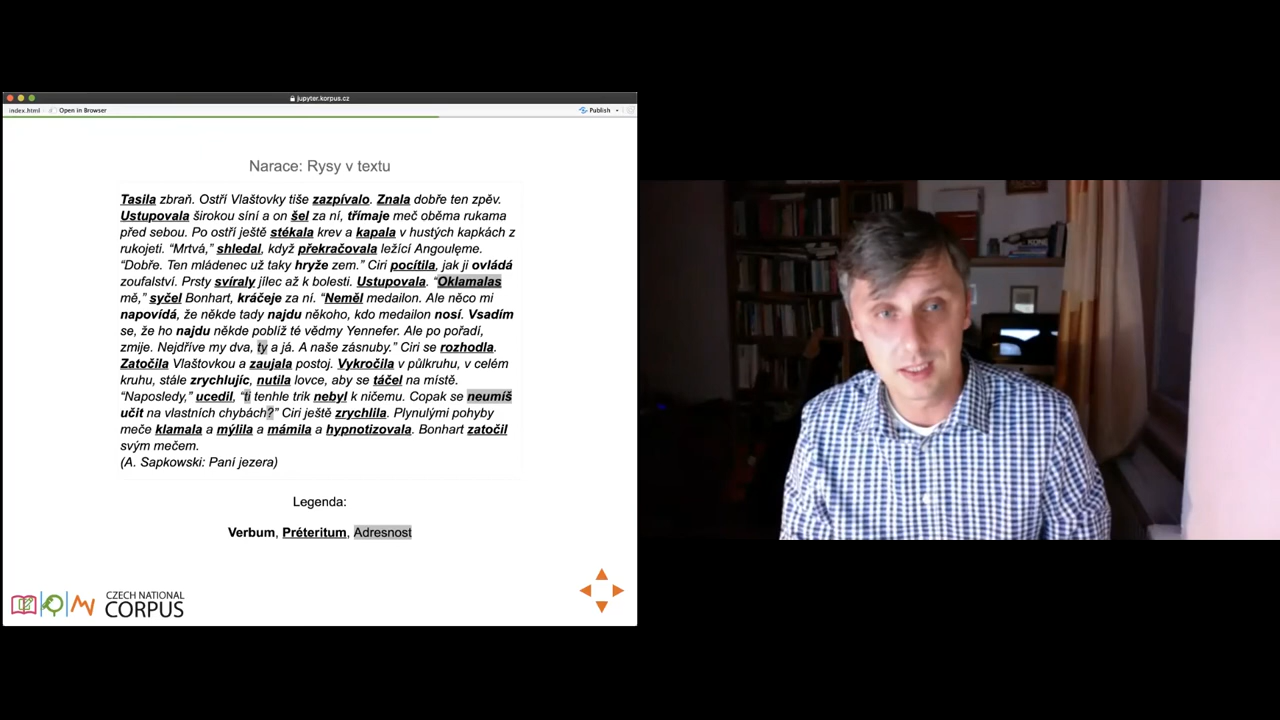 jupyter.korpus.cz
index.html Open in Browser Publish
Narace: Rysy v textu
Tasila zbraň. Ostří Vlaštovky tiše zazpívalo. Znala dobře ten zpěv.
Ustupovala širokou síní a on šel za ní, třímaje meč oběma rukama
před sebou. Po ostří ještě stékala krev a kapala v hustých kapkách z
rukojeti. “Mrtvá,” shledal, když překračovala ležící Angoulęme.
“Dobře. Ten mládenec už taky hryže zem.” Ciri pocítila, jak ji ovládá
zoufalství. Prsty svíraly jílec až k bolesti. Ustupovala. “Oklamalas
mě,” syčel Bonhart, kráčeje za ní. “Neměl medailon. Ale něco mi
napovídá, že někde tady najdu někoho, kdo medailon nosí. Vsadím
se, že ho najdu někde poblíž té vědmy Yennefer. Ale po pořadí,
zmije. Nejdříve my dva, ty a já. A naše zásnuby.” Ciri se rozhodla.
Zatočila Vlaštovkou a zaujala postoj. Vykročila v půlkruhu, v celém
kruhu, stále zrychlujíc, nutila lovce, aby se táčel na místě.
“Naposledy,” ucedil, “ti tenhle trik nebyl k ničemu. Copak se neumíš
učit na vlastních chybách?” Ciri ještě zrychlila. Plynulými pohyby
meče klamala a mýlila a mámila a hypnotizovala. Bonhart zatočil
svým mečem.
(A. Sapkowski: Paní jezera)
Legenda:
Verbum, Préteritum, Adresnost
CZECH NATIONAL
CORPUS